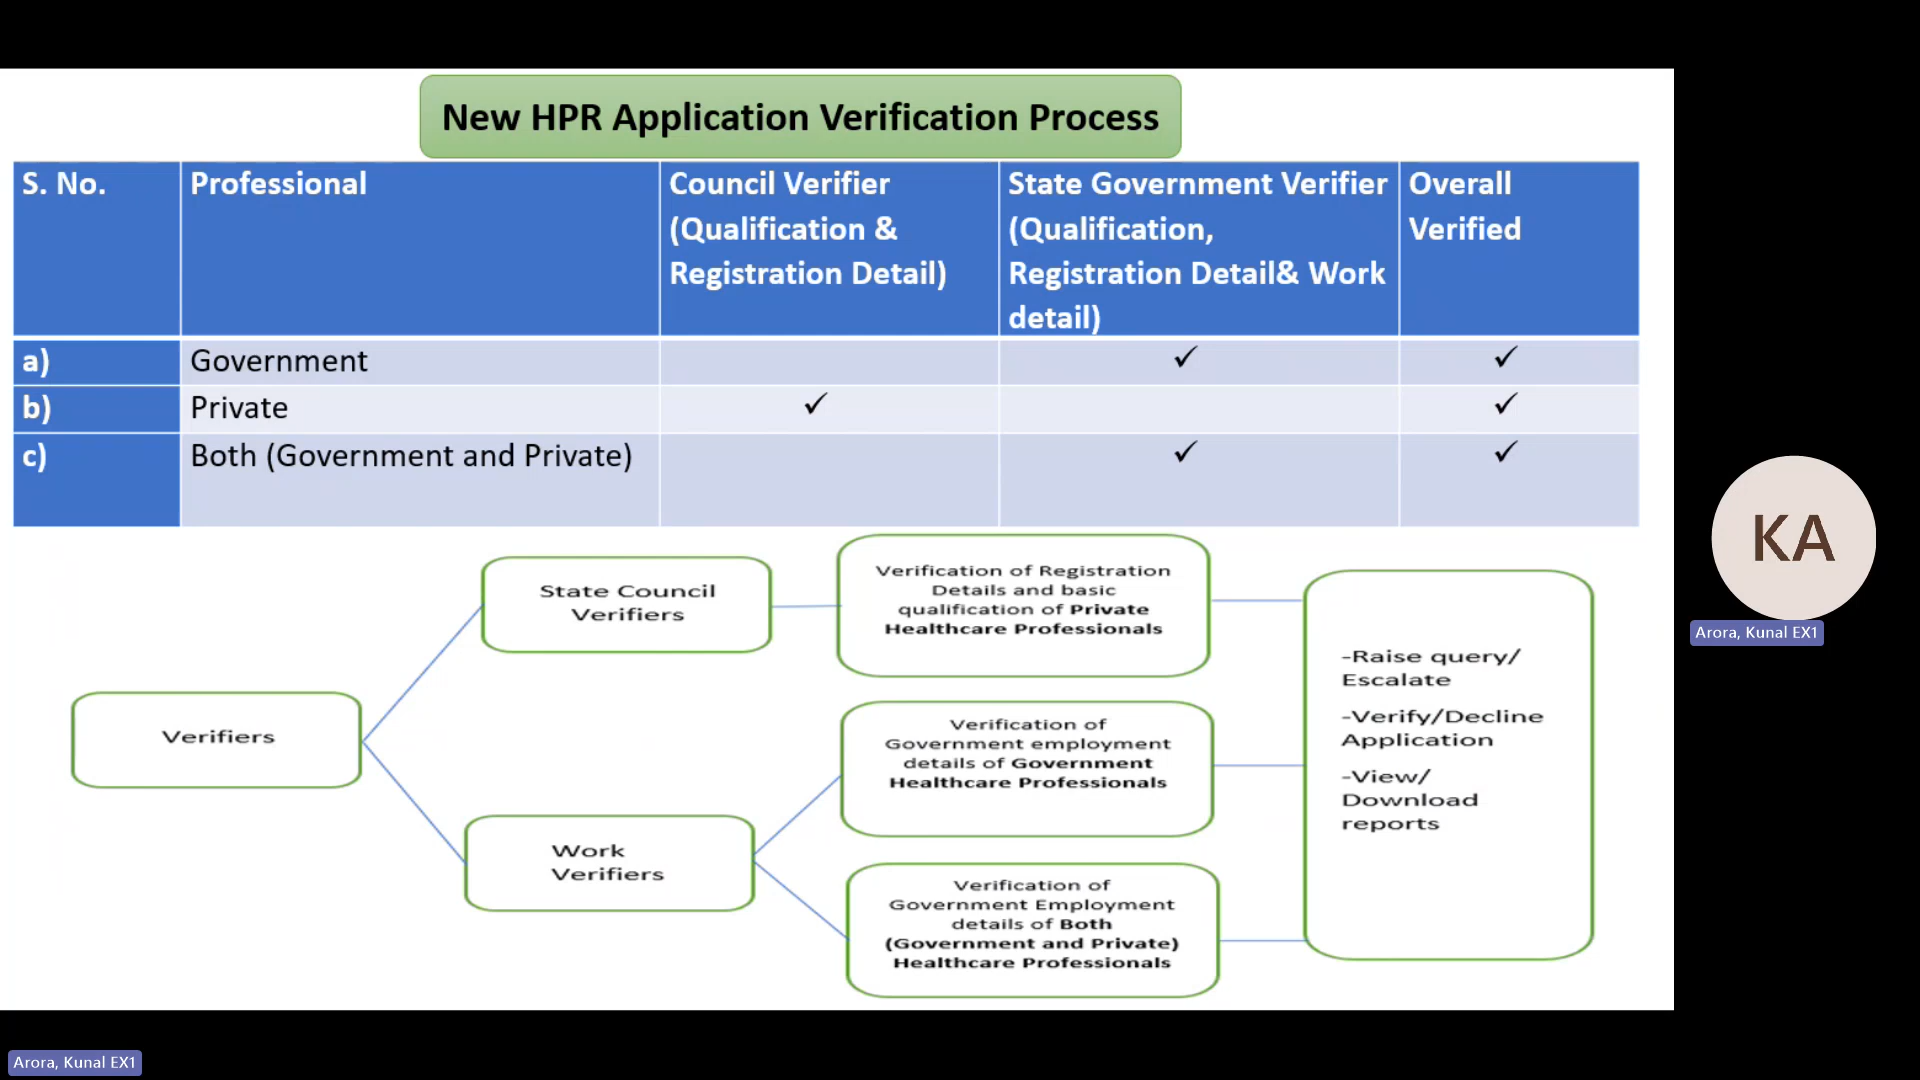 New HPR Application Verification Process
S. No.
Professional
Council Verifier
(Qualification &
Registration Detail)
State Government Verifier
(Qualification,
Registration Detail& Work
detail)
Overall
Verified
a)
Government
✓
✓
b)
Private
✓
✓
c)
Both (Government and Private)
✓
✓
Verifiers
State Council
Verifiers
Work
Verifiers
Verification of Registration
Details and basic
qualification of Private
Healthcare Professionals
Verification of
Government employment
details of Government
Healthcare Professionals
Verification of
Government Employment
details of Both
(Government and Private)
Healthcare Professionals
-Raise query/
Escalate
-Verify/Decline
Application
-View/
Download
reports
KA
Arora, Kunal EX1
Arora, Kunal EX1